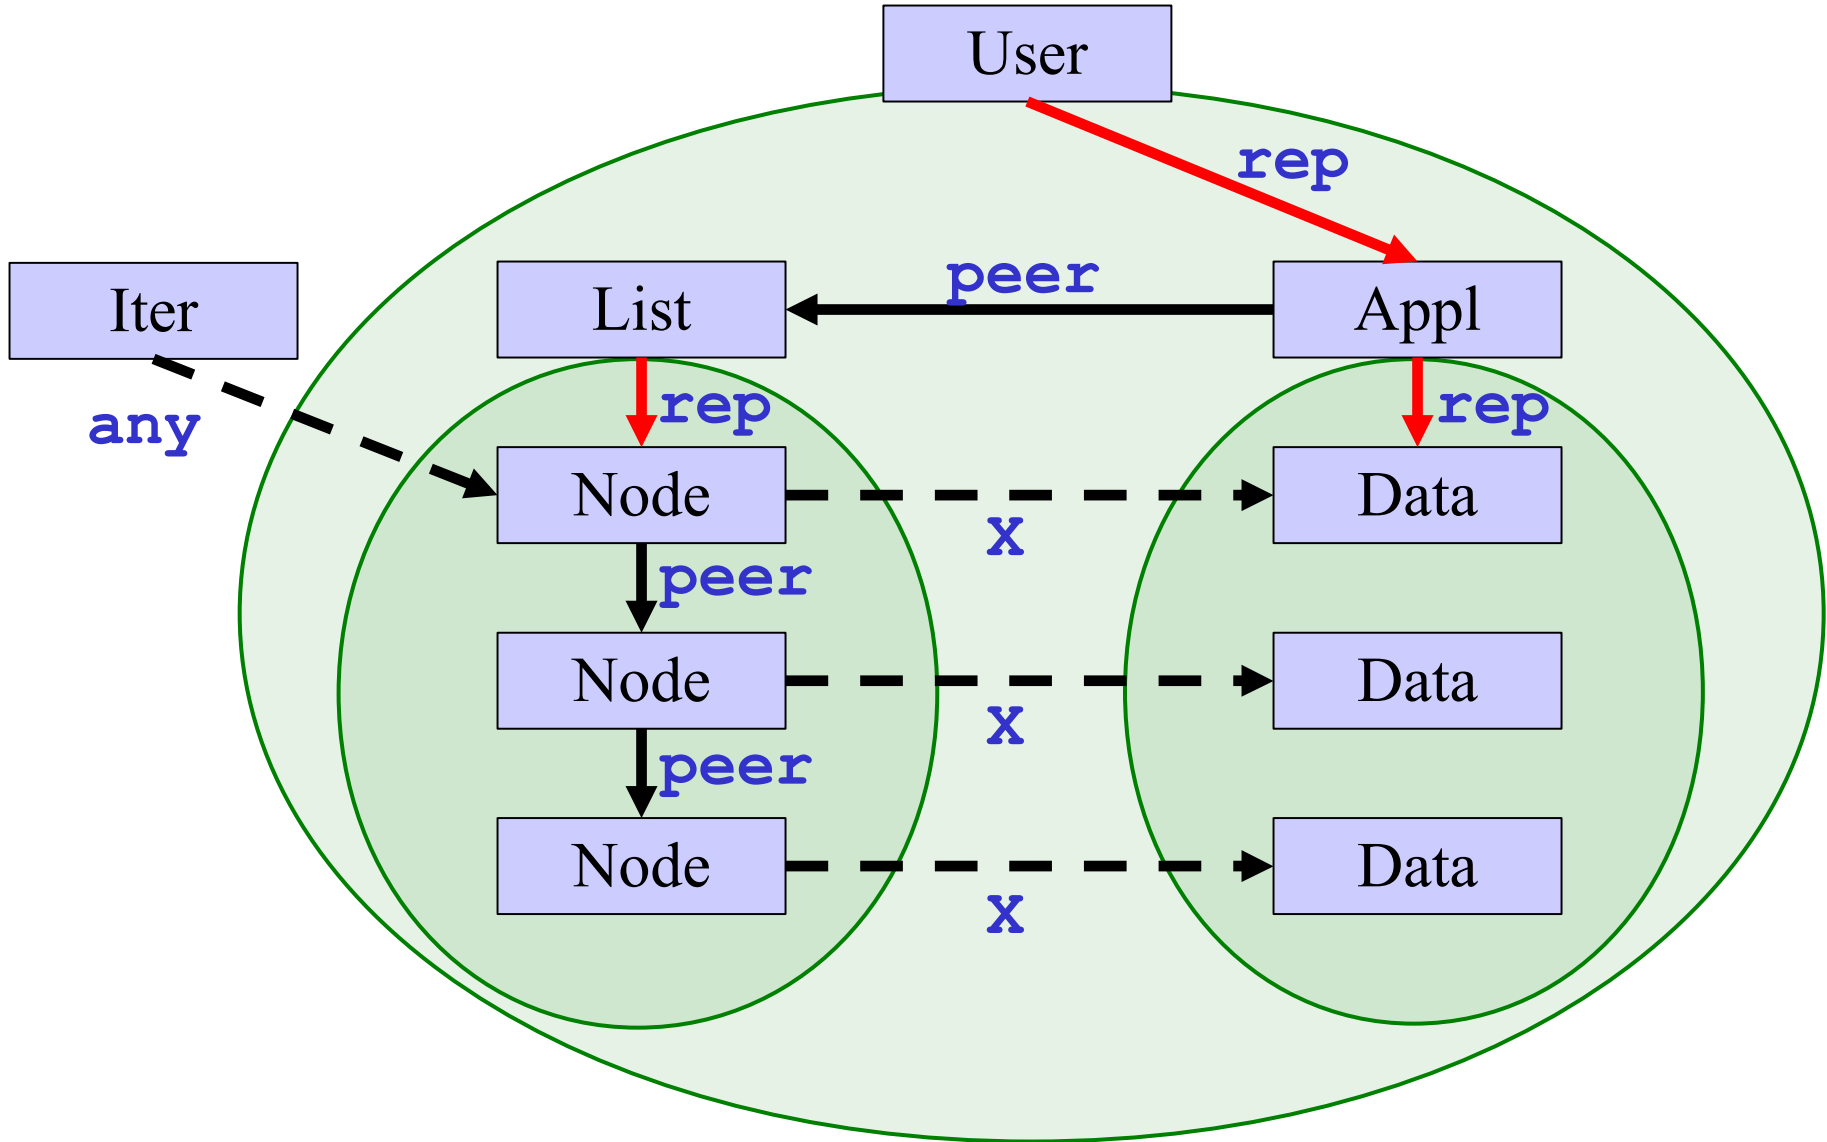 User
rep
Iter
List
peer
Appl
any
rep
rep
Node
x
Data
peer
Node
x
Data
peer
Node
x
Data